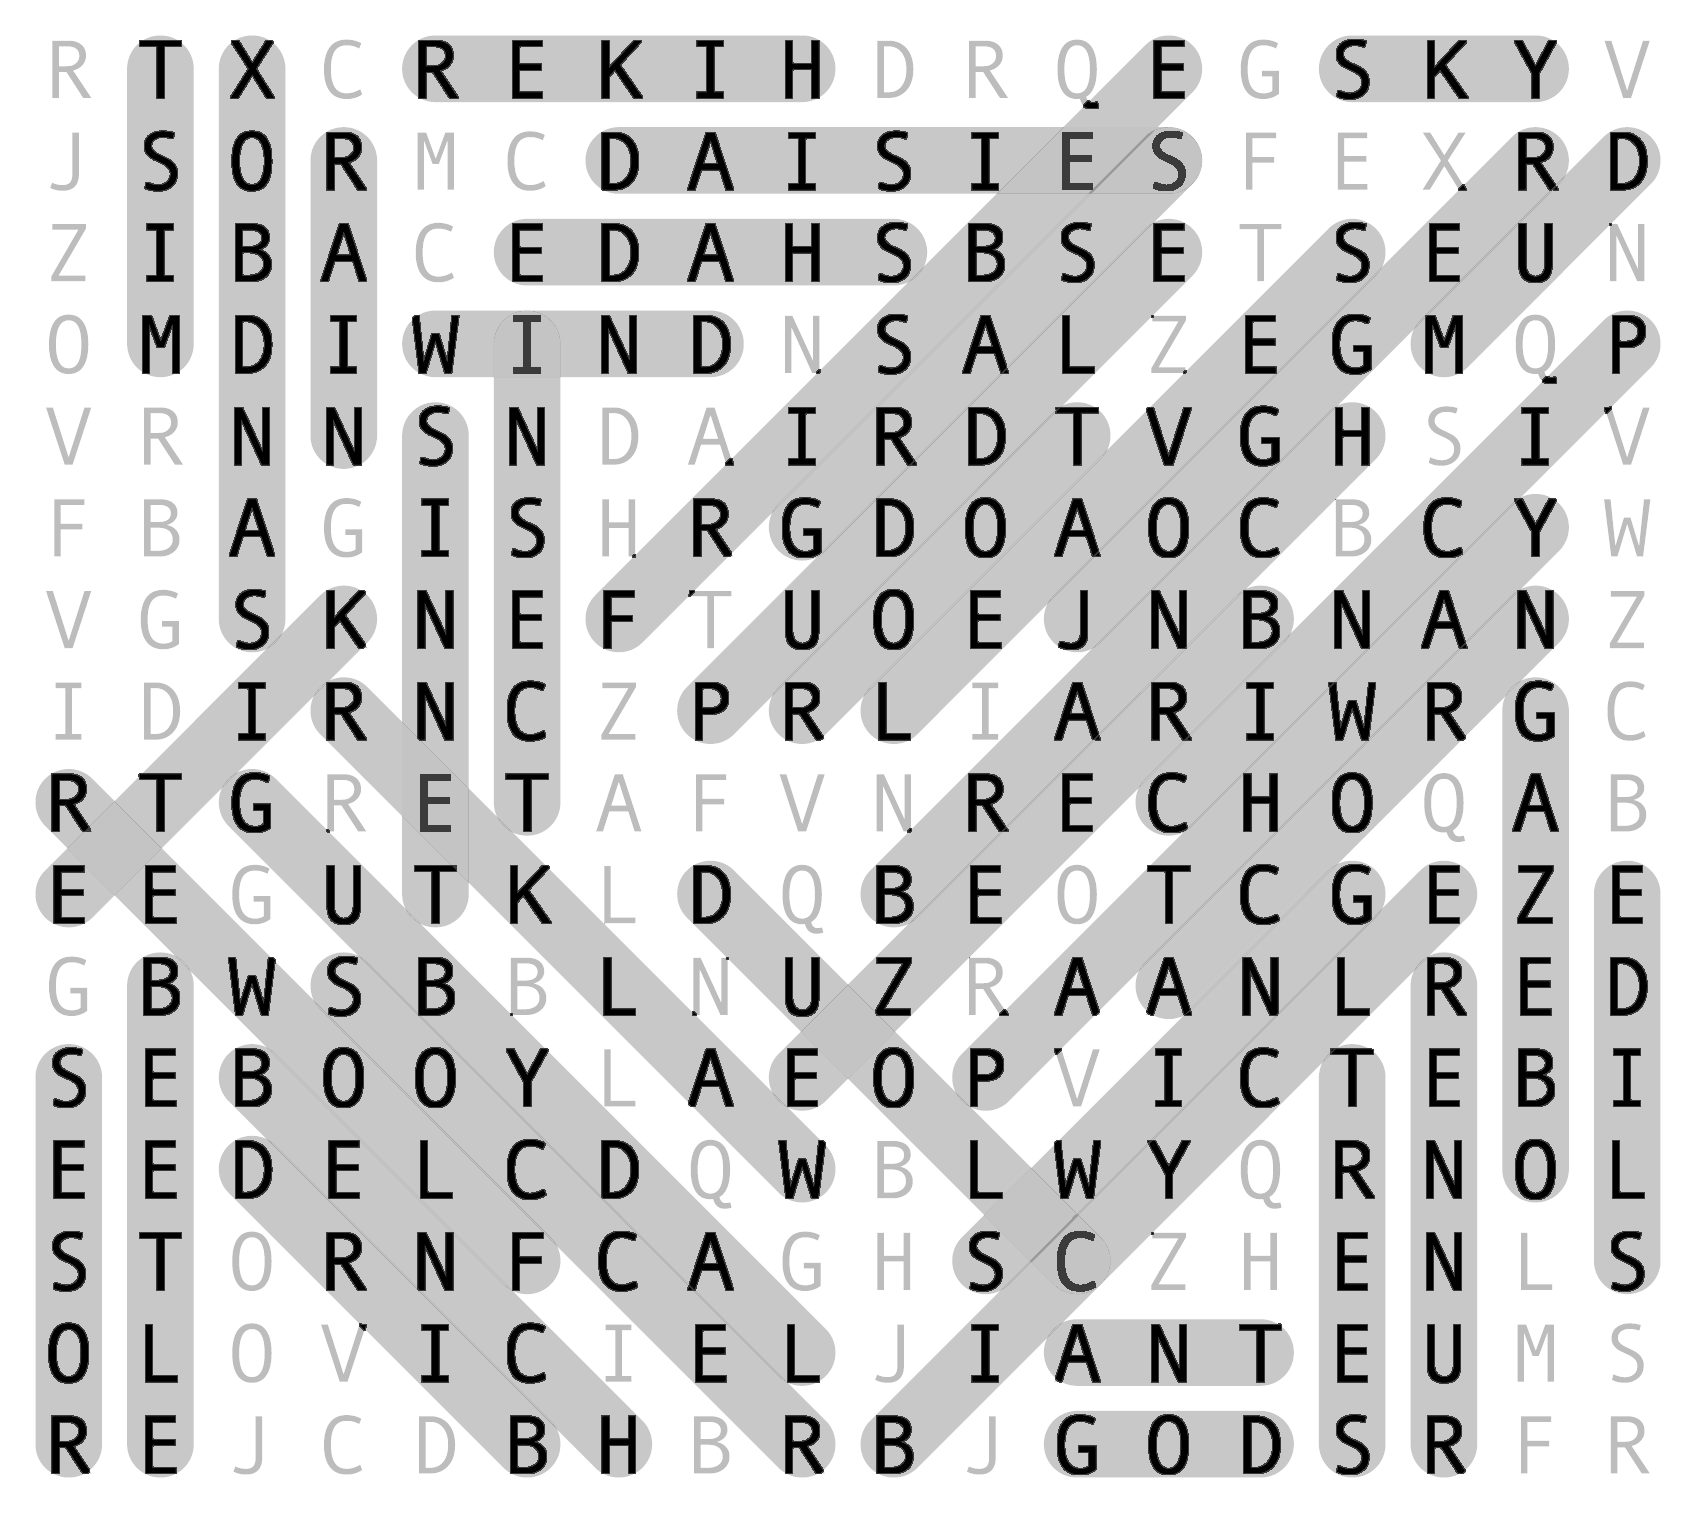 R T X C R E K I H D R Q E G S K Y V
J S O R M C D A I S I E S F E X R D
Z I B A C E D A H S B S E T S E U N
O M D I W I N D N S A L Z E G M Q P
V R N N S N D A I R D T V G H S I V
F B A G I S H R G D O A O C B C Y W
V G S K N E F T U O E J N B N A N Z
I D I R N C Z P R L I A R I W R G C
R T G R E T A F V N R E C H O Q A B
E E G U T K L D Q B E O T C G E Z E
G B W S B B L N U Z R A A N L R E D
S E B O O Y L A E O P V I C T E B I
E E D E L C D Q W B L W Y Q R N O L
S T O R N F C A G H S C Z H E N L S
O L O V I C I E L J I A N T E U M S
R E J C D B H B R B J G O D S R F R